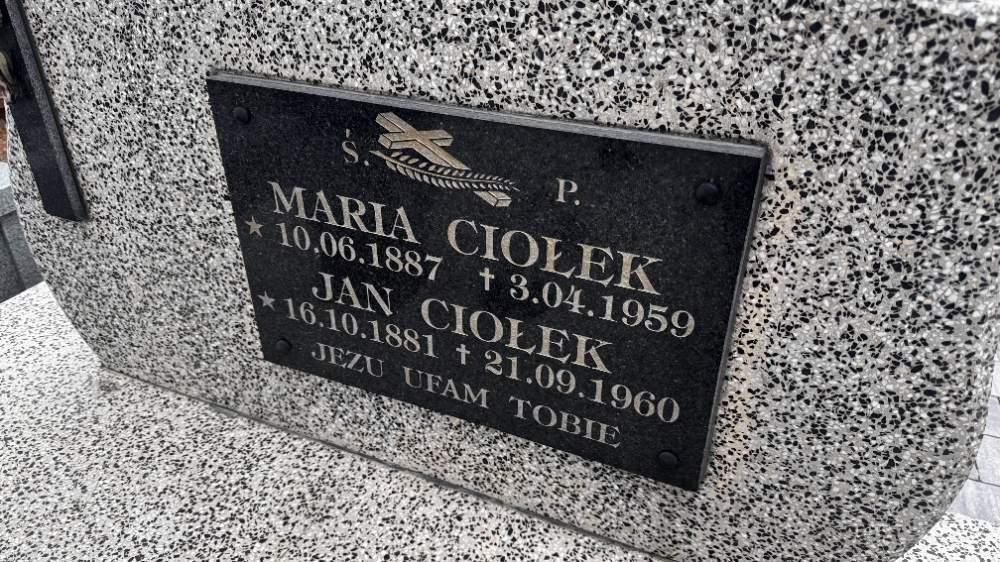 Ś. P.
MARIA CIOŁEK
★ 10.06.1887 ✝ 3.04.1959
JAN CIOŁEK
★ 16.10.1881 ✝ 21.09.1960
JEZU UFAM TOBIE